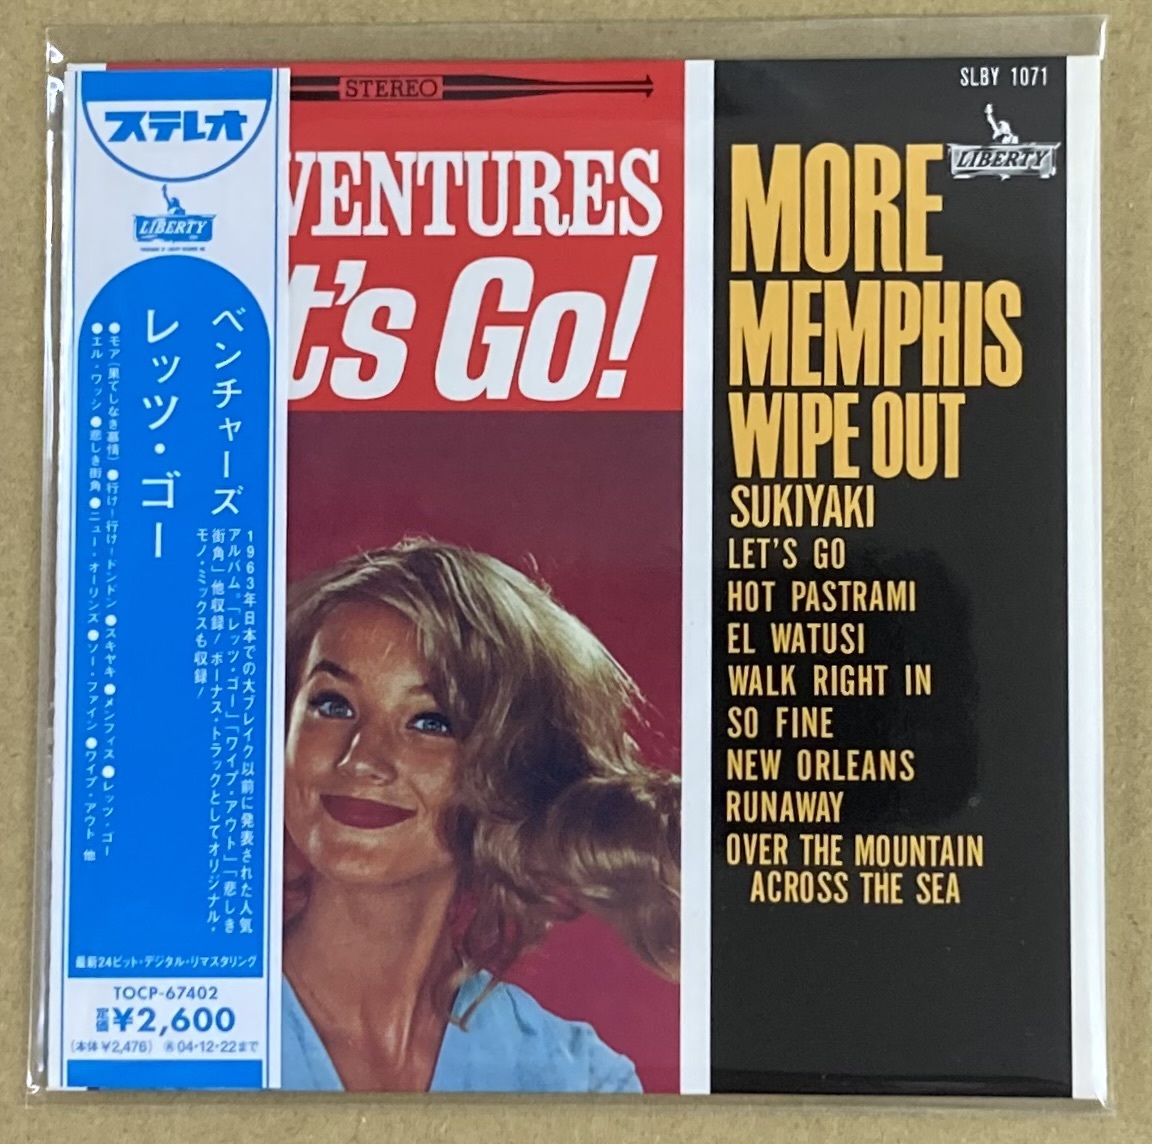 ステレオ
LIBERTY
ベンチャーズ
レッツ・ゴー
1963年日本での大ブレイク以前に発表された人気
アルバム。「レッツ・ゴー」「ワイプ・アウト」「悲しき
街角」他収録！ボーナス・トラックとしてオリジナル・
モノ・ミックスも収録！
●モア（果てしなき慕情）●行け！行け！ドンドン●スキヤキ●メンフィス●レッツ・ゴー
●エル・ワッシ●悲しき街角●ニュー・オーリンズ●ソー・ファイン●ワイプ・アウト 他
最新24ビット・デジタル・リマスタリング
TOCP-67402
定価¥2,600
(本体¥2,476) ®04・12・22まで
STEREO
VENTURES
t's Go!
SLBY 1071
LIBERTY
MORE
MEMPHIS
WIPE OUT
SUKIYAKI
LET'S GO
HOT PASTRAMI
EL WATUSI
WALK RIGHT IN
SO FINE
NEW ORLEANS
RUNAWAY
OVER THE MOUNTAIN
ACROSS THE SEA